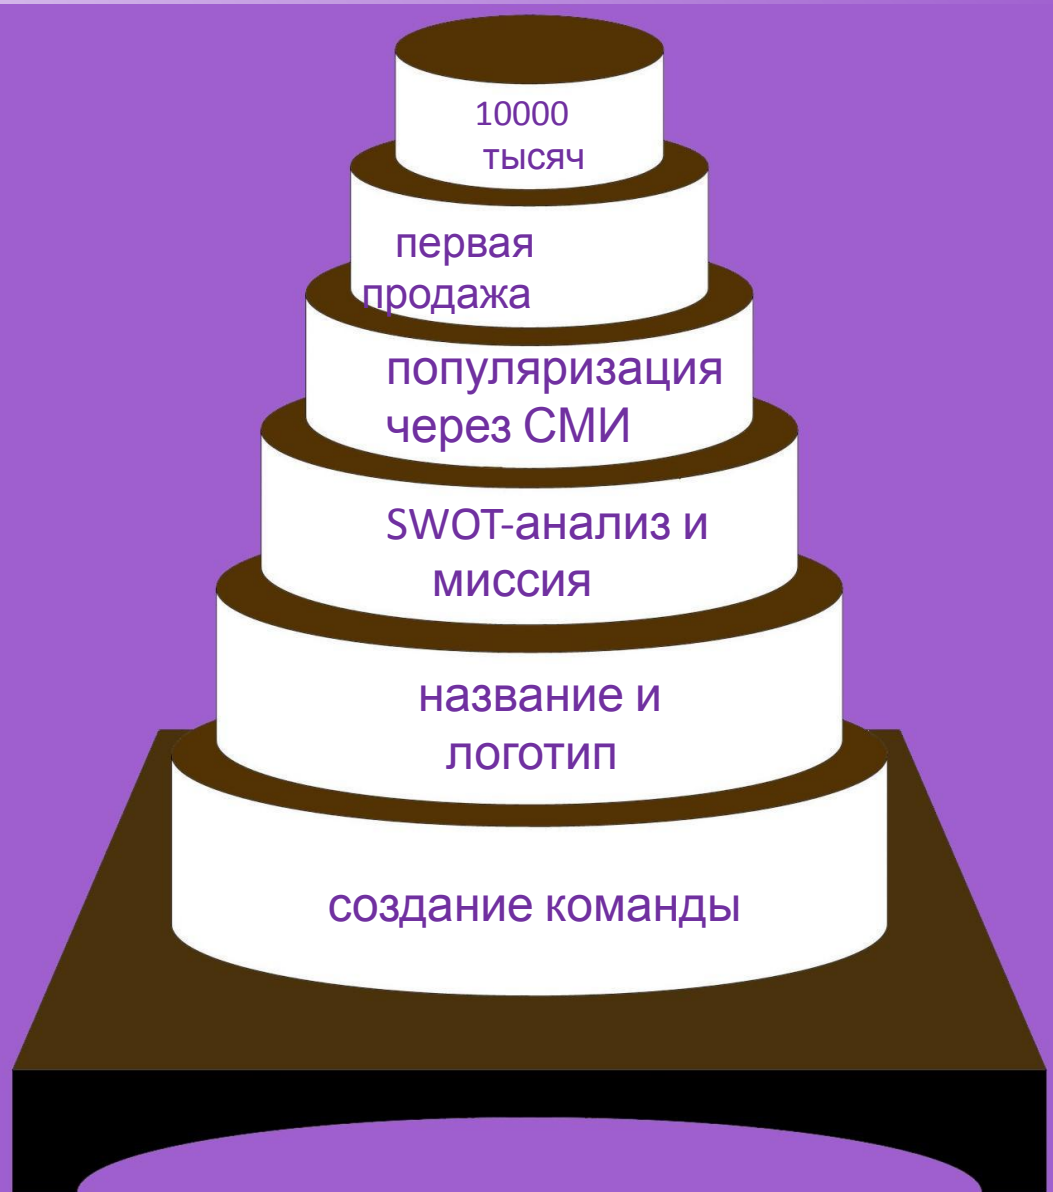 10000
тысяч
первая
продажа
популяризация
через СМИ
SWOT-анализ и
миссия
название и
логотип
создание команды